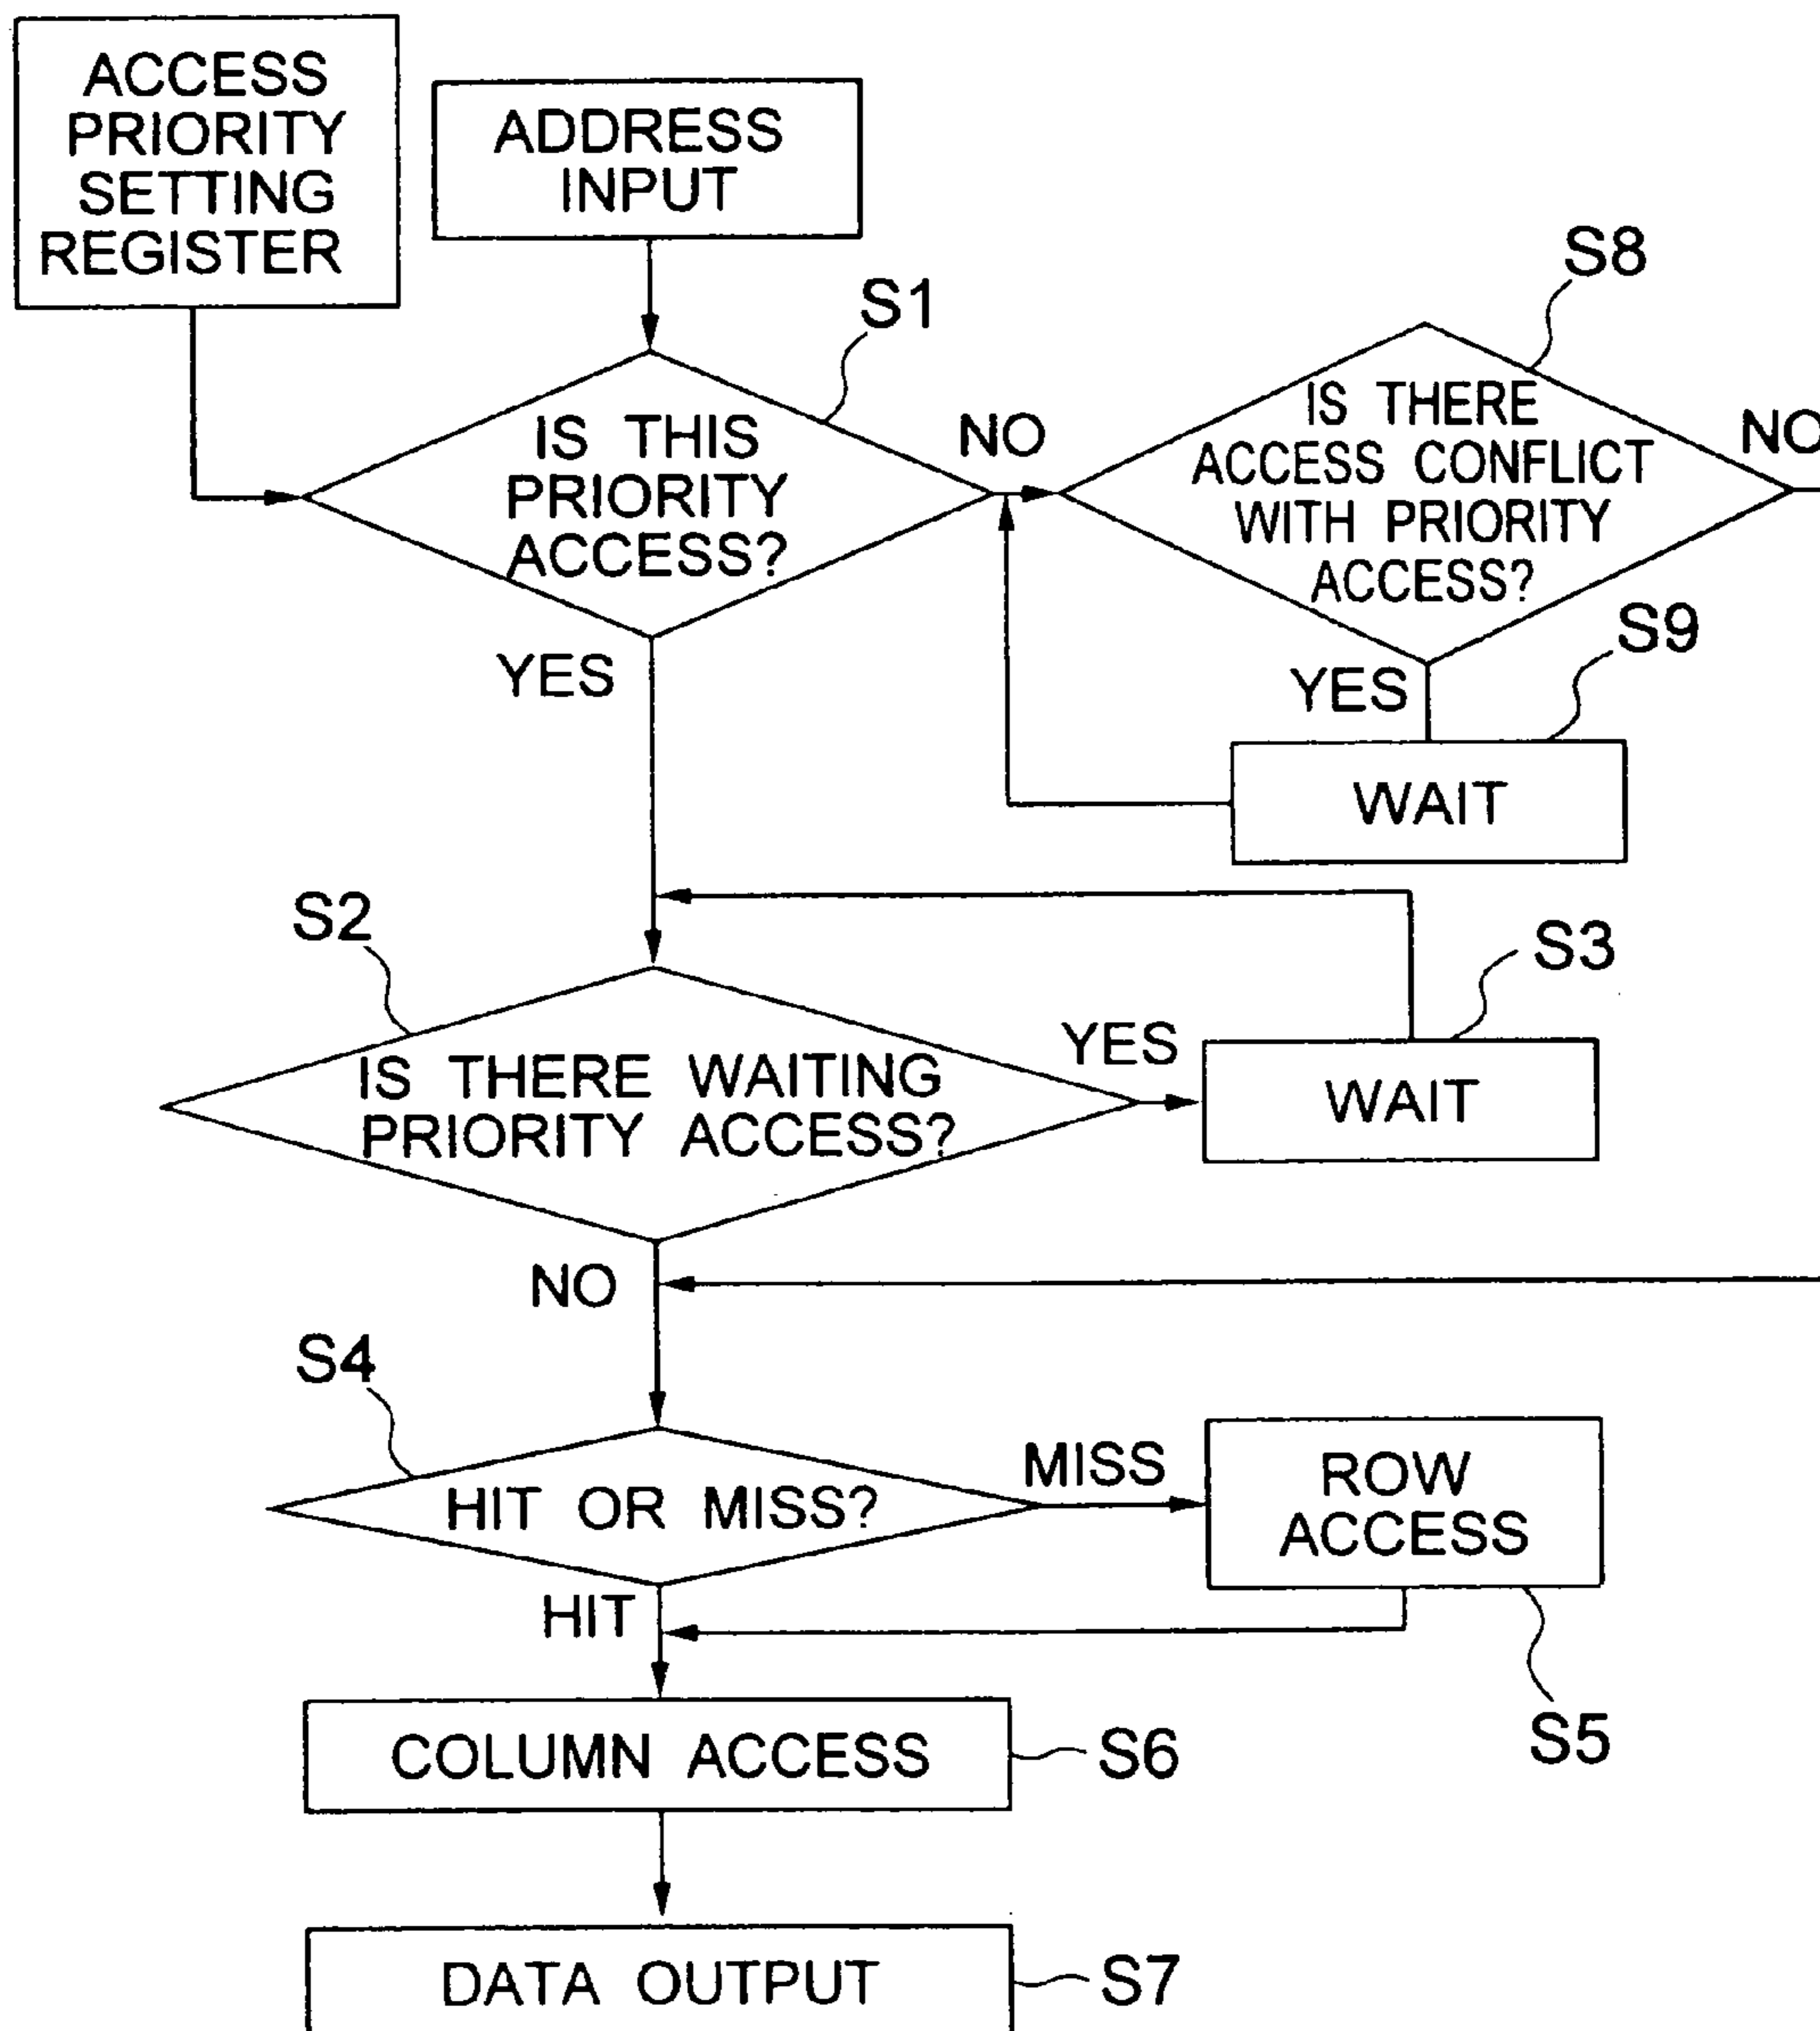 ACCESS
PRIORITY
SETTING
REGISTER
ADDRESS
INPUT
S1
IS THIS
PRIORITY
ACCESS?
NO
YES
S8
IS THERE
ACCESS CONFLICT
WITH PRIORITY
ACCESS?
NO
YES
S9
WAIT
S2
IS THERE WAITING
PRIORITY ACCESS?
YES
S3
WAIT
NO
S4
HIT OR MISS?
MISS
ROW
ACCESS
S5
HIT
COLUMN ACCESS
S6
DATA OUTPUT
S7